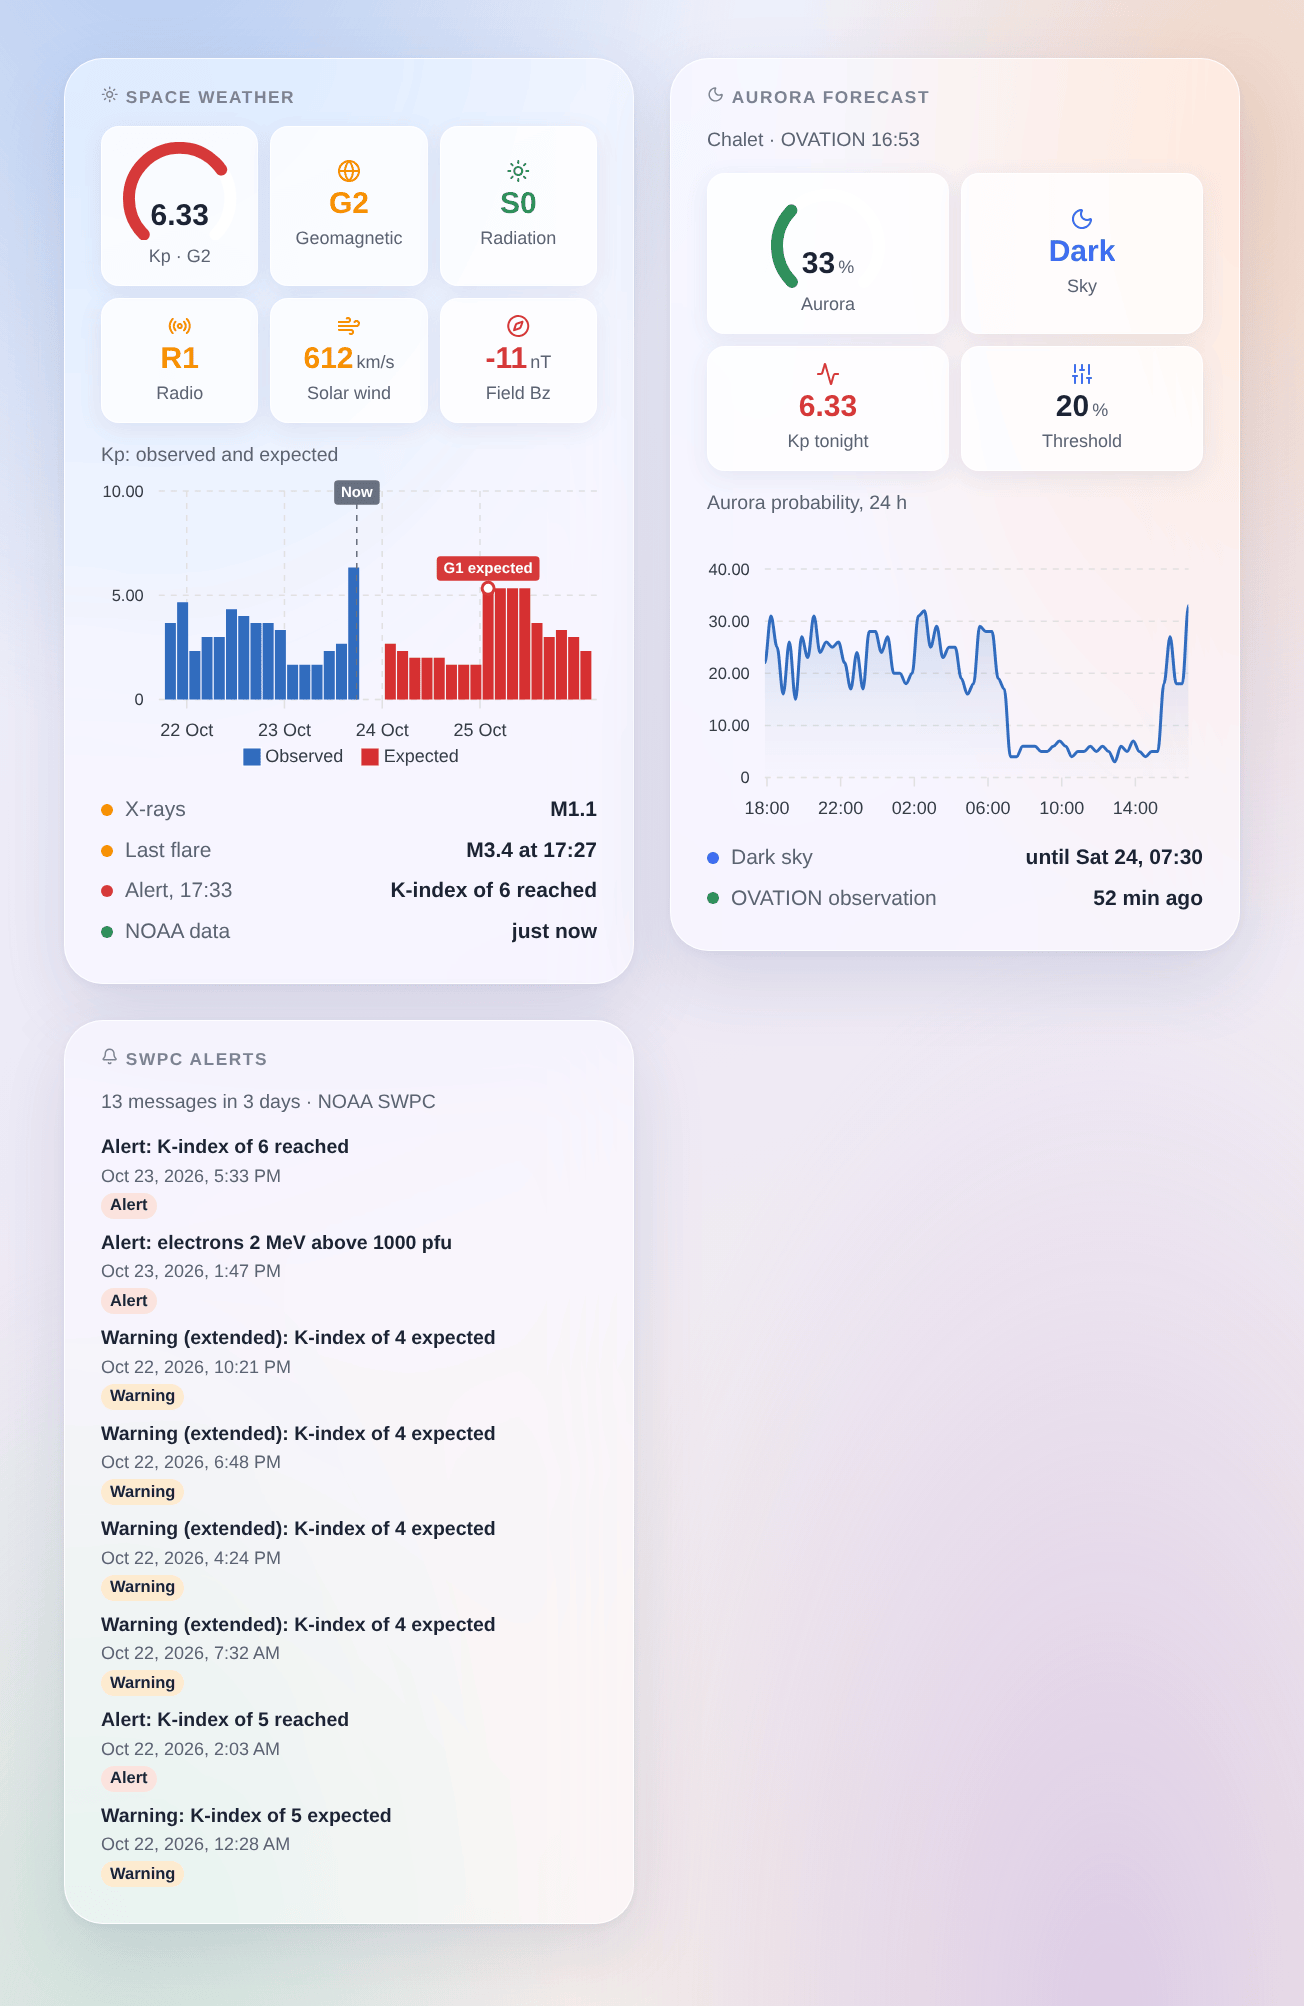 SPACE WEATHER
6.33
Kp · G2
G2
Geomagnetic
S0
Radiation
R1
Radio
612 km/s
Solar wind
-11 nT
Field Bz
Kp: observed and expected
10.00
5.00
0
Now
G1 expected
22 Oct
23 Oct
24 Oct
25 Oct
Observed
Expected
X-rays M1.1
Last flare M3.4 at 17:27
Alert, 17:33 K-index of 6 reached
NOAA data just now
AURORA FORECAST
Chalet · OVATION 16:53
33 %
Aurora
Dark
Sky
6.33
Kp tonight
20 %
Threshold
Aurora probability, 24 h
40.00
30.00
20.00
10.00
0
18:00
22:00
02:00
06:00
10:00
14:00
Dark sky until Sat 24, 07:30
OVATION observation 52 min ago
SWPC ALERTS
13 messages in 3 days · NOAA SWPC
Alert: K-index of 6 reached
Oct 23, 2026, 5:33 PM
Alert
Alert: electrons 2 MeV above 1000 pfu
Oct 23, 2026, 1:47 PM
Alert
Warning (extended): K-index of 4 expected
Oct 22, 2026, 10:21 PM
Warning
Warning (extended): K-index of 4 expected
Oct 22, 2026, 6:48 PM
Warning
Warning (extended): K-index of 4 expected
Oct 22, 2026, 4:24 PM
Warning
Warning (extended): K-index of 4 expected
Oct 22, 2026, 7:32 AM
Warning
Alert: K-index of 5 reached
Oct 22, 2026, 2:03 AM
Alert
Warning: K-index of 5 expected
Oct 22, 2026, 12:28 AM
Warning